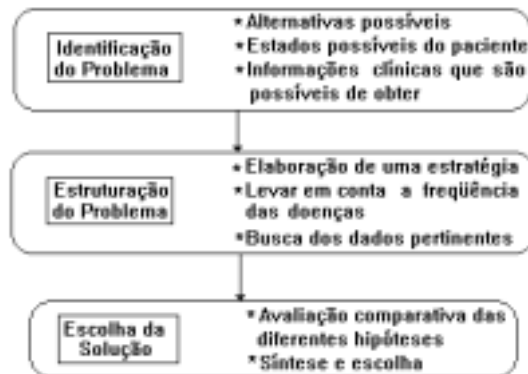 Identificação
do Problema
*Alternativas possíveis
*Estados possíveis do paciente
*Informações clínicas que são
possíveis de obter
Estruturação
do Problema
*Elaboração de uma estratégia
*Levar em conta a freqüência
das doenças
*Busca dos dados pertinentes
Escolha da
Solução
*Avaliação comparativa das
diferentes hipóteses
*Síntese e escolha